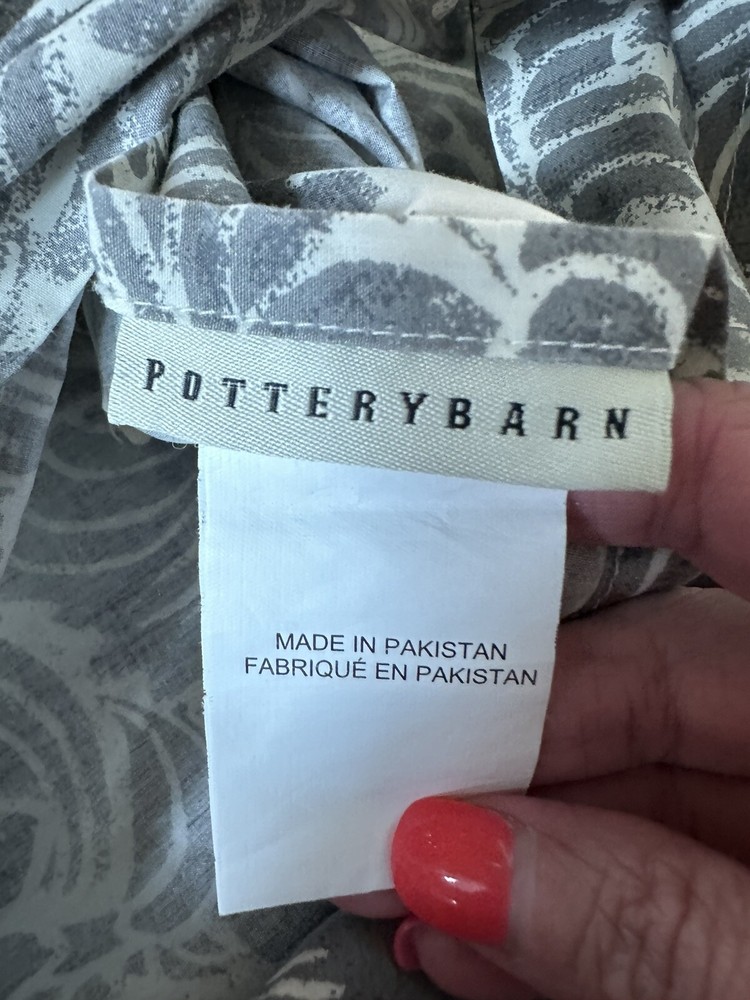 POTTERYBARN
MADE IN PAKISTAN
FABRIQUÉ EN PAKISTAN